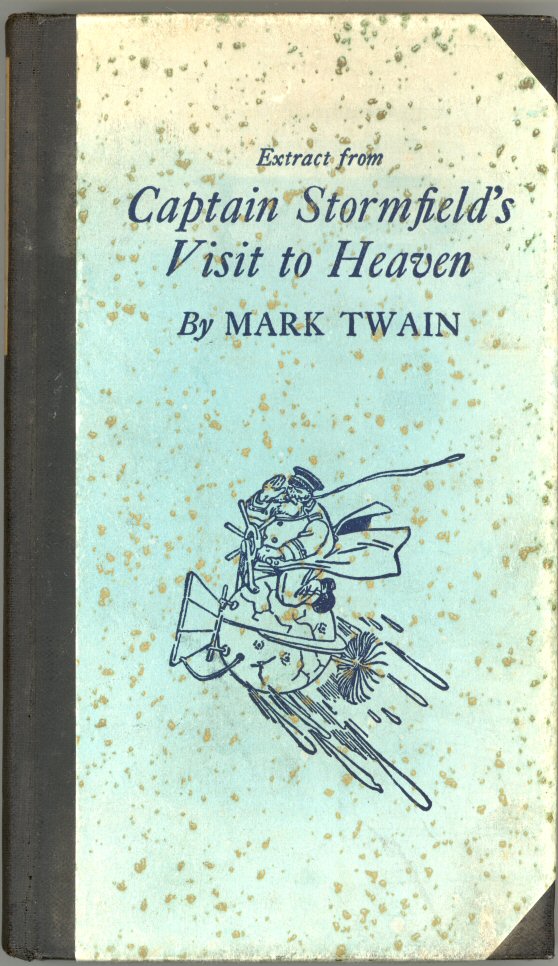 Extract from
Captain Stormfield's
Visit to Heaven
By MARK TWAIN